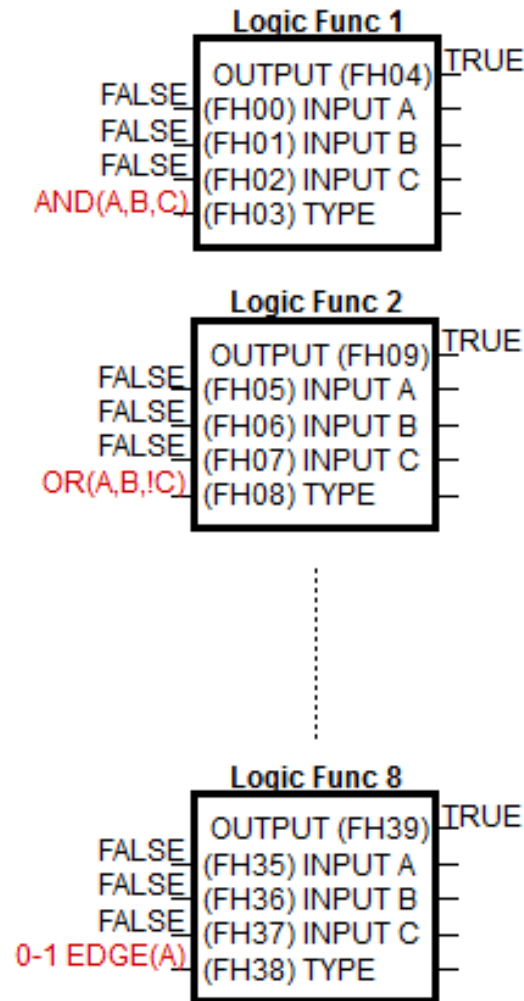 Logic Func 1
OUTPUT (FH04) TRUE
FALSE (FH00) INPUT A
FALSE (FH01) INPUT B
FALSE (FH02) INPUT C
AND(A,B,C) (FH03) TYPE
Logic Func 2
OUTPUT (FH09) TRUE
FALSE (FH05) INPUT A
FALSE (FH06) INPUT B
FALSE (FH07) INPUT C
OR(A,B,!C) (FH08) TYPE
Logic Func 8
OUTPUT (FH39) TRUE
FALSE (FH35) INPUT A
FALSE (FH36) INPUT B
FALSE (FH37) INPUT C
0-1 EDGE(A) (FH38) TYPE